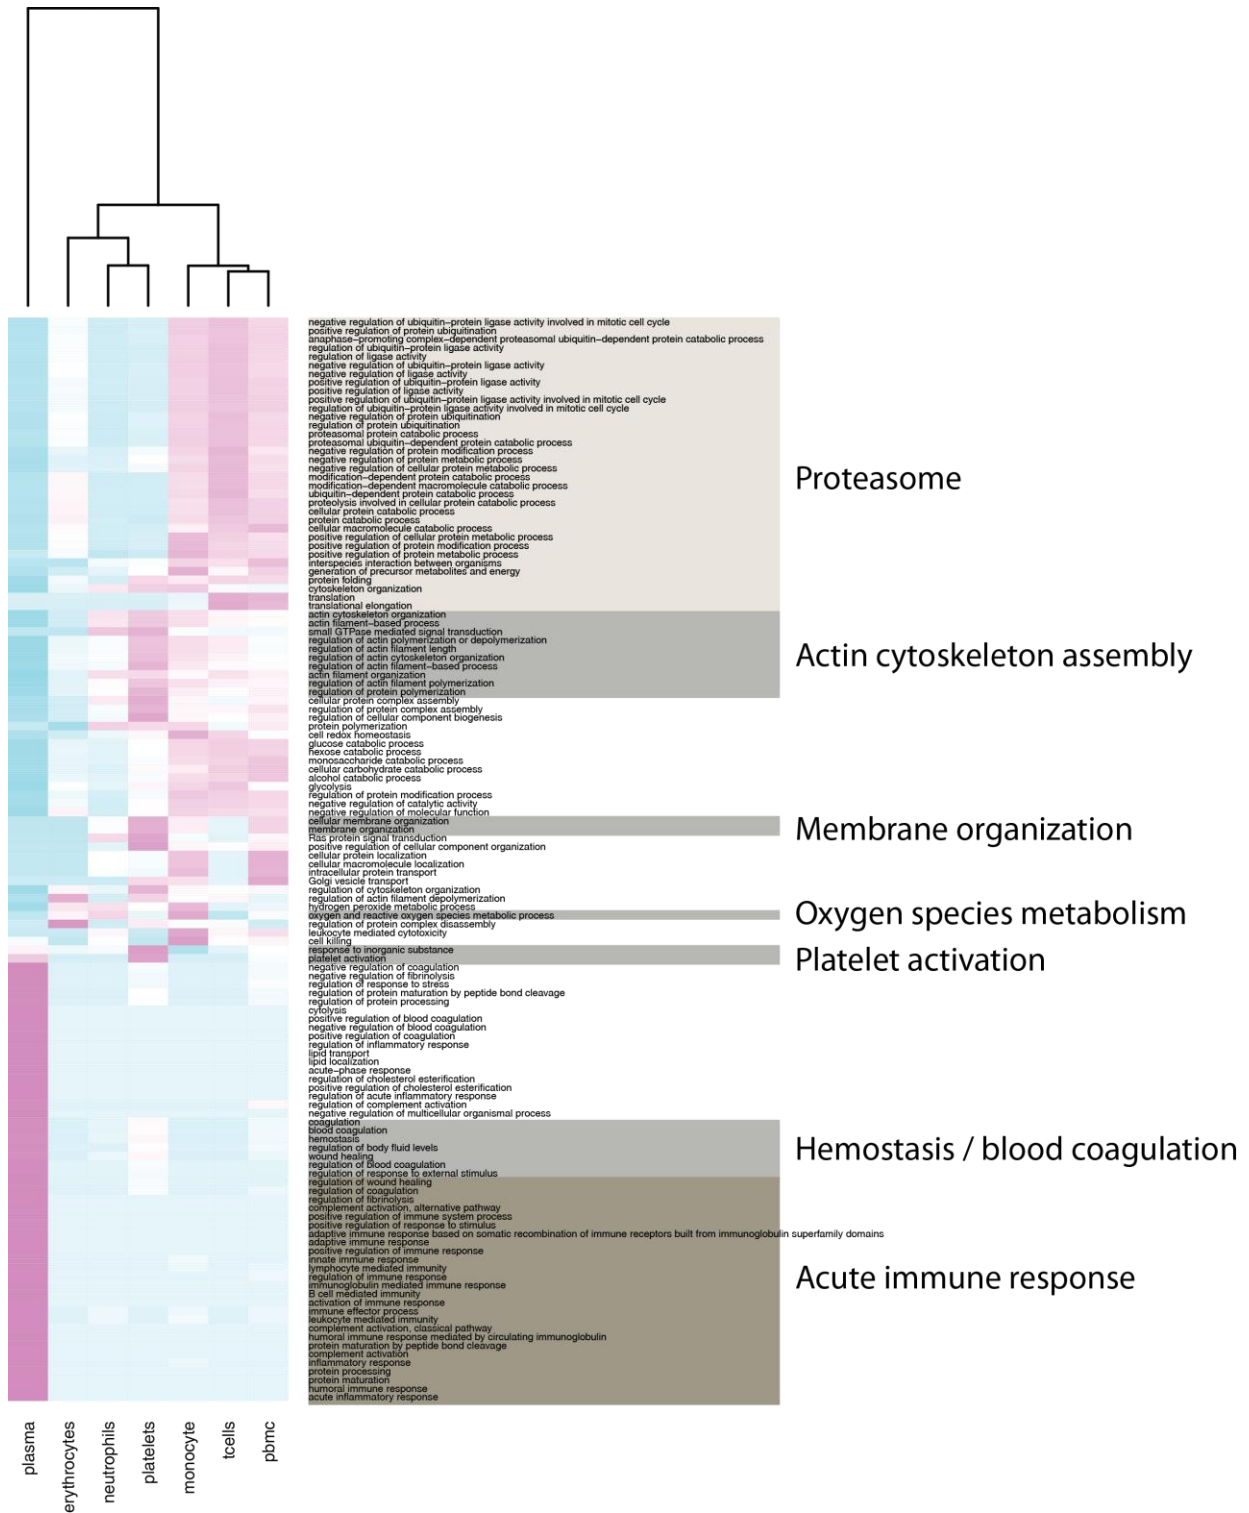 negative regulation of ubiquitin−protein ligase activity involved in mitotic cell cycle
positive regulation of protein ubiquitination
anaphase−promoting complex−dependent proteasomal ubiquitin−dependent protein catabolic process
regulation of ubiquitin−protein ligase activity
regulation of ligase activity
negative regulation of ubiquitin−protein ligase activity
negative regulation of ligase activity
positive regulation of ubiquitin−protein ligase activity
positive regulation of ligase activity
positive regulation of ubiquitin−protein ligase activity involved in mitotic cell cycle
regulation of ubiquitin−protein ligase activity involved in mitotic cell cycle
negative regulation of protein ubiquitination
regulation of protein ubiquitination
proteasomal protein catabolic process
proteasomal ubiquitin−dependent protein catabolic process
negative regulation of protein modification process
negative regulation of protein metabolic process
negative regulation of cellular protein metabolic process
modification−dependent protein catabolic process
modification−dependent macromolecule catabolic process
ubiquitin−dependent protein catabolic process
proteolysis involved in cellular protein catabolic process
cellular protein catabolic process
protein catabolic process
cellular macromolecule catabolic process
positive regulation of cellular protein metabolic process
positive regulation of protein modification process
positive regulation of protein metabolic process
interspecies interaction between organisms
generation of precursor metabolites and energy
protein folding
cytoskeleton organization
translation
translational elongation
Proteasome
actin cytoskeleton organization
actin filament−based process
small GTPase mediated signal transduction
regulation of actin polymerization or depolymerization
regulation of actin filament length
regulation of actin cytoskeleton organization
regulation of actin filament−based process
actin filament organization
regulation of actin filament polymerization
regulation of protein polymerization
Actin cytoskeleton assembly
cellular protein complex assembly
regulation of protein complex assembly
regulation of cellular component biogenesis
protein polymerization
cell redox homeostasis
glucose catabolic process
hexose catabolic process
monosaccharide catabolic process
cellular carbohydrate catabolic process
alcohol catabolic process
glycolysis
regulation of protein modification process
negative regulation of catalytic activity
negative regulation of molecular function
cellular membrane organization
membrane organization
Membrane organization
Ras protein signal transduction
positive regulation of cellular component organization
cellular protein localization
cellular macromolecule localization
intracellular protein transport
Golgi vesicle transport
regulation of cytoskeleton organization
regulation of actin filament depolymerization
hydrogen peroxide metabolic process
oxygen and reactive oxygen species metabolic process
Oxygen species metabolism
regulation of protein complex disassembly
leukocyte mediated cytotoxicity
cell killing
response to inorganic substance
platelet activation
Platelet activation
negative regulation of coagulation
negative regulation of fibrinolysis
regulation of response to stress
regulation of protein maturation by peptide bond cleavage
regulation of protein processing
cytolysis
positive regulation of blood coagulation
negative regulation of blood coagulation
positive regulation of coagulation
regulation of inflammatory response
lipid transport
lipid localization
acute−phase response
regulation of cholesterol esterification
positive regulation of cholesterol esterification
regulation of acute inflammatory response
regulation of complement activation
negative regulation of multicellular organismal process
coagulation
blood coagulation
hemostasis
regulation of body fluid levels
wound healing
regulation of blood coagulation
regulation of response to external stimulus
Hemostasis / blood coagulation
regulation of wound healing
regulation of coagulation
regulation of fibrinolysis
complement activation, alternative pathway
positive regulation of immune system process
positive regulation of response to stimulus
adaptive immune response based on somatic recombination of immune receptors built from immunoglobulin superfamily domains
adaptive immune response
positive regulation of immune response
innate immune response
lymphocyte mediated immunity
regulation of immune response
immunoglobulin mediated immune response
B cell mediated immunity
activation of immune response
immune effector process
leukocyte mediated immunity
complement activation, classical pathway
humoral immune response mediated by circulating immunoglobulin
protein maturation by peptide bond cleavage
complement activation
inflammatory response
protein processing
protein maturation
humoral immune response
acute inflammatory response
Acute immune response
plasma
erythrocytes
neutrophils
platelets
monocyte
tcells
pbmc